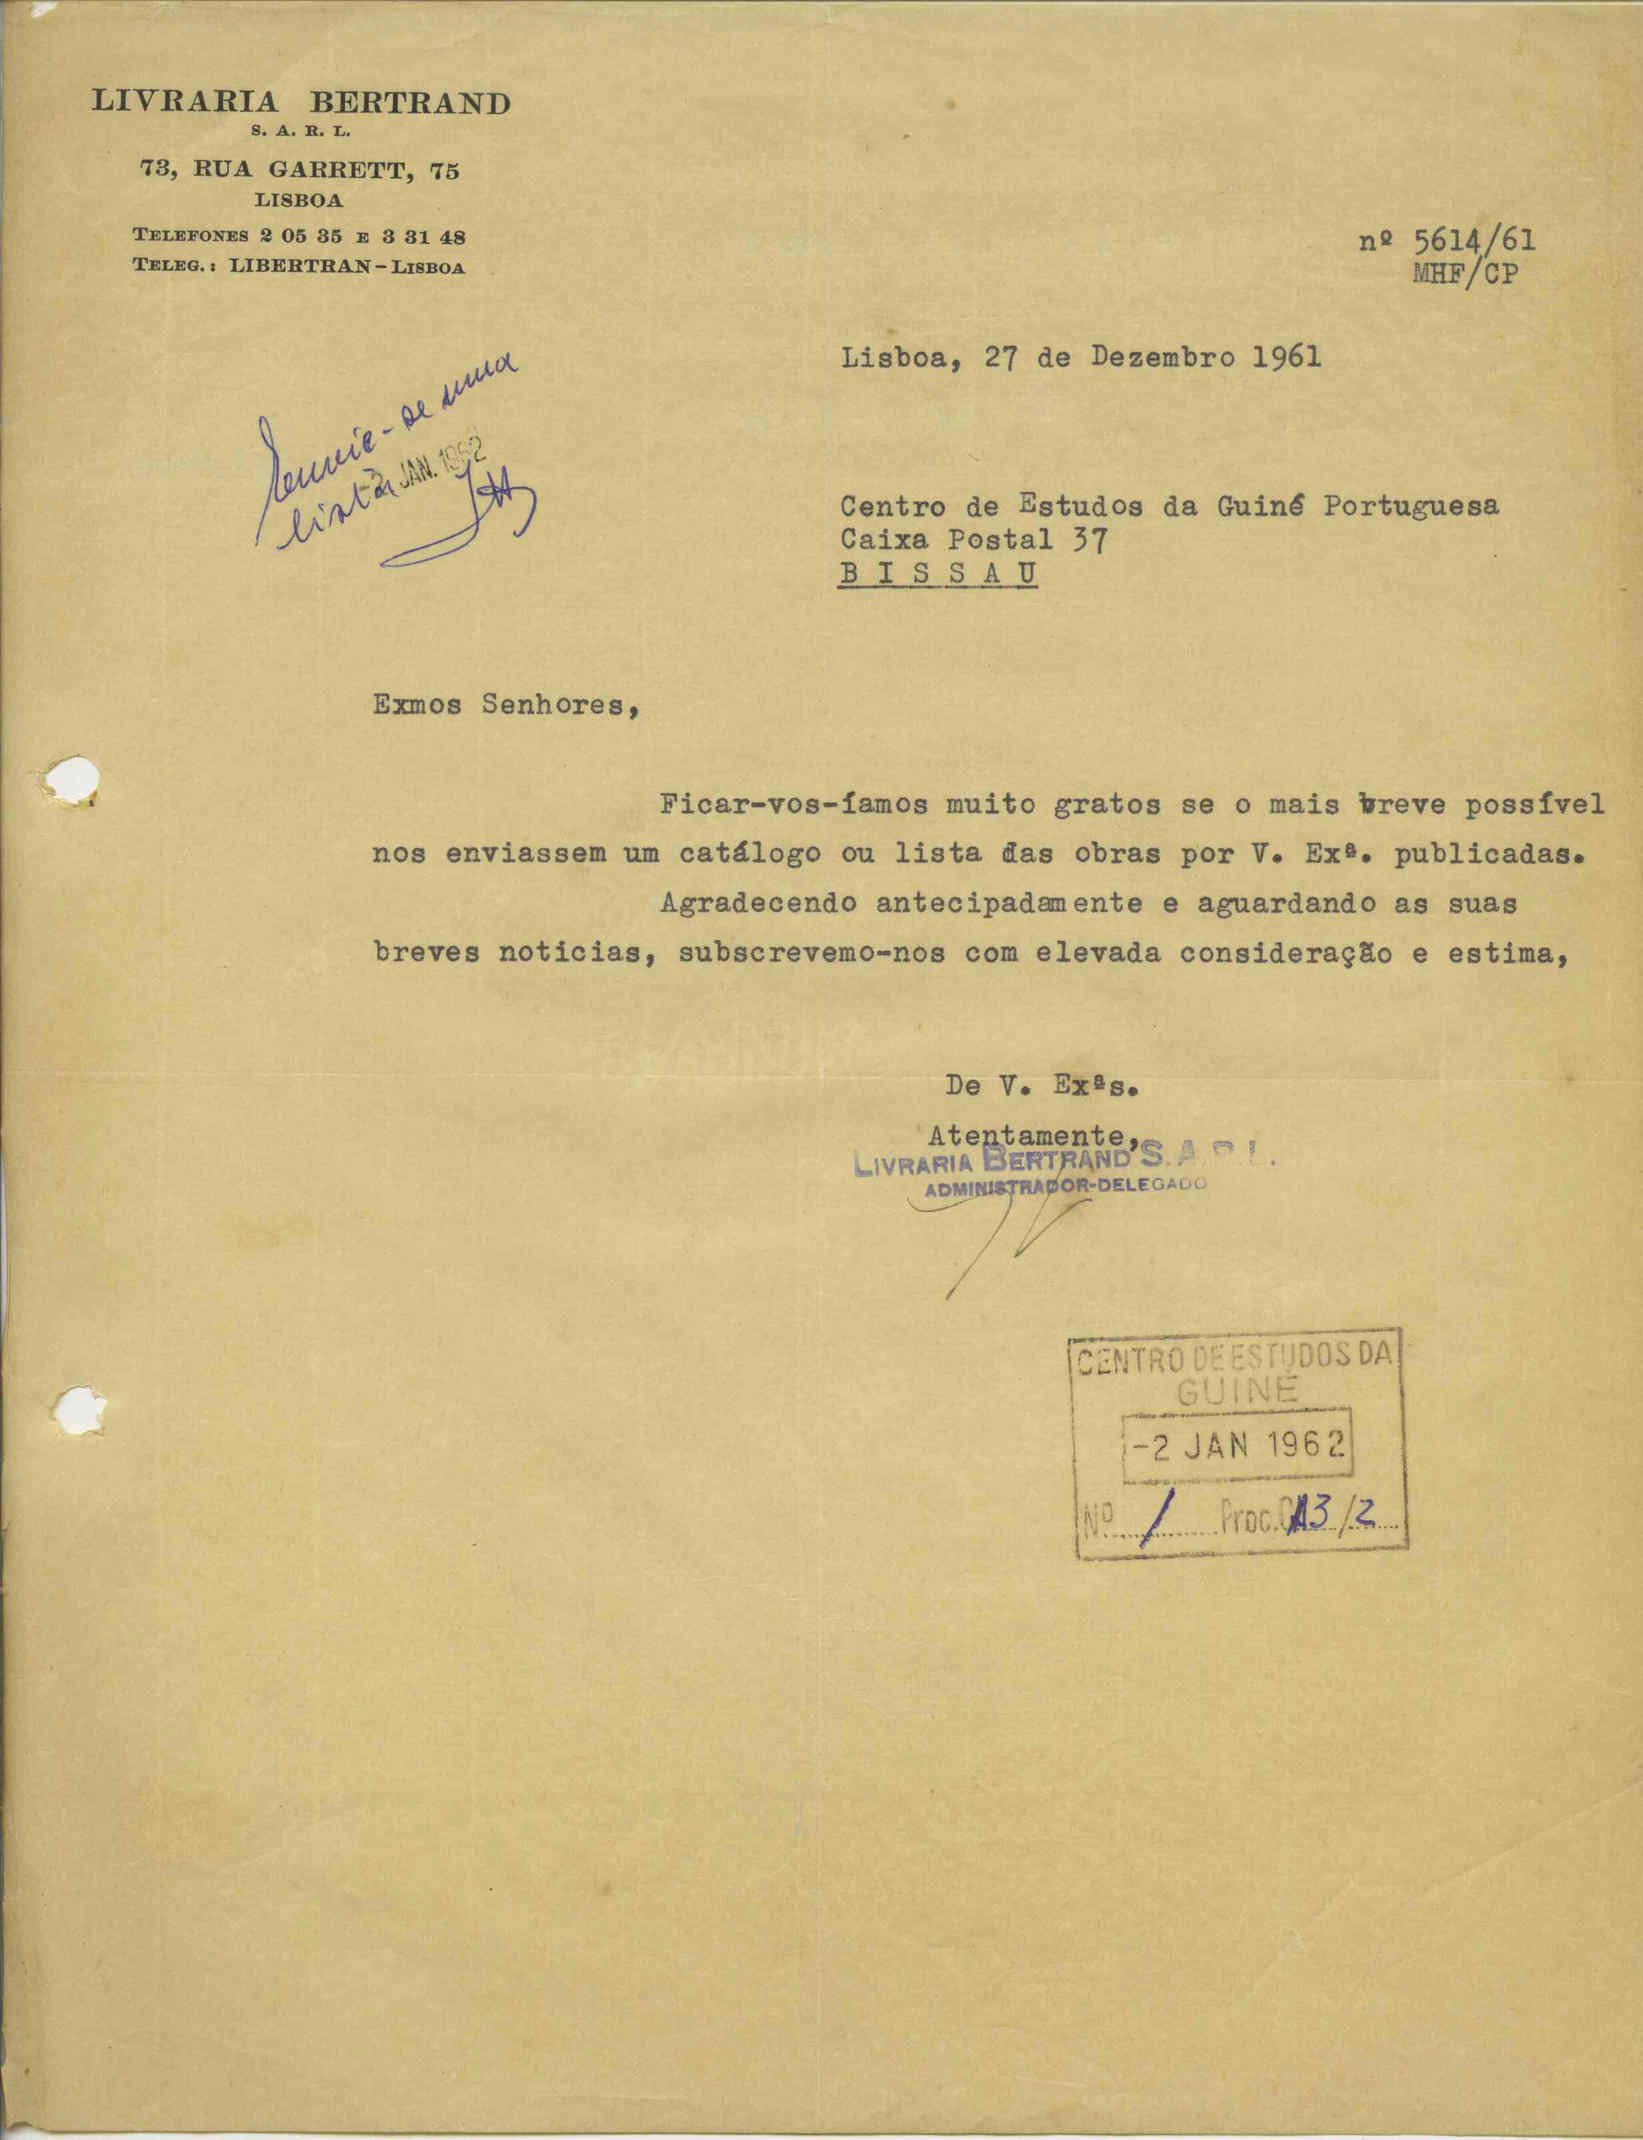 LIVRARIA BERTRAND
S. A. R. L.
73, RUA GARRETT, 75
LISBOA
TELEFONES 2 05 35 E 3 31 48
TELEG.: LIBERTRAN-LISBOA
nº 5614/61
MHF/CP
Lisboa, 27 de Dezembro 1961
-se uma
lista
JAN. 1962
Centro de Estudos da Guiné Portuguesa
Caixa Postal 37
B I S S A U
Exmos Senhores,
Ficar-vos-íamos muito gratos se o mais breve possível
nos enviassem um catálogo ou lista das obras por V. Exª. publicadas.
Agradecendo antecipadamente e aguardando as suas
breves noticias, subscrevemo-nos com elevada consideração e estima,
De V. Exªs.
Atentamente,
LIVRARIA BERTRAND S. A. R. L.
ADMINISTRADOR-DELEGADO
CENTRO DE ESTUDOS DA
GUINÉ
-2 JAN 1962
Nº 1 Proc. 13/2